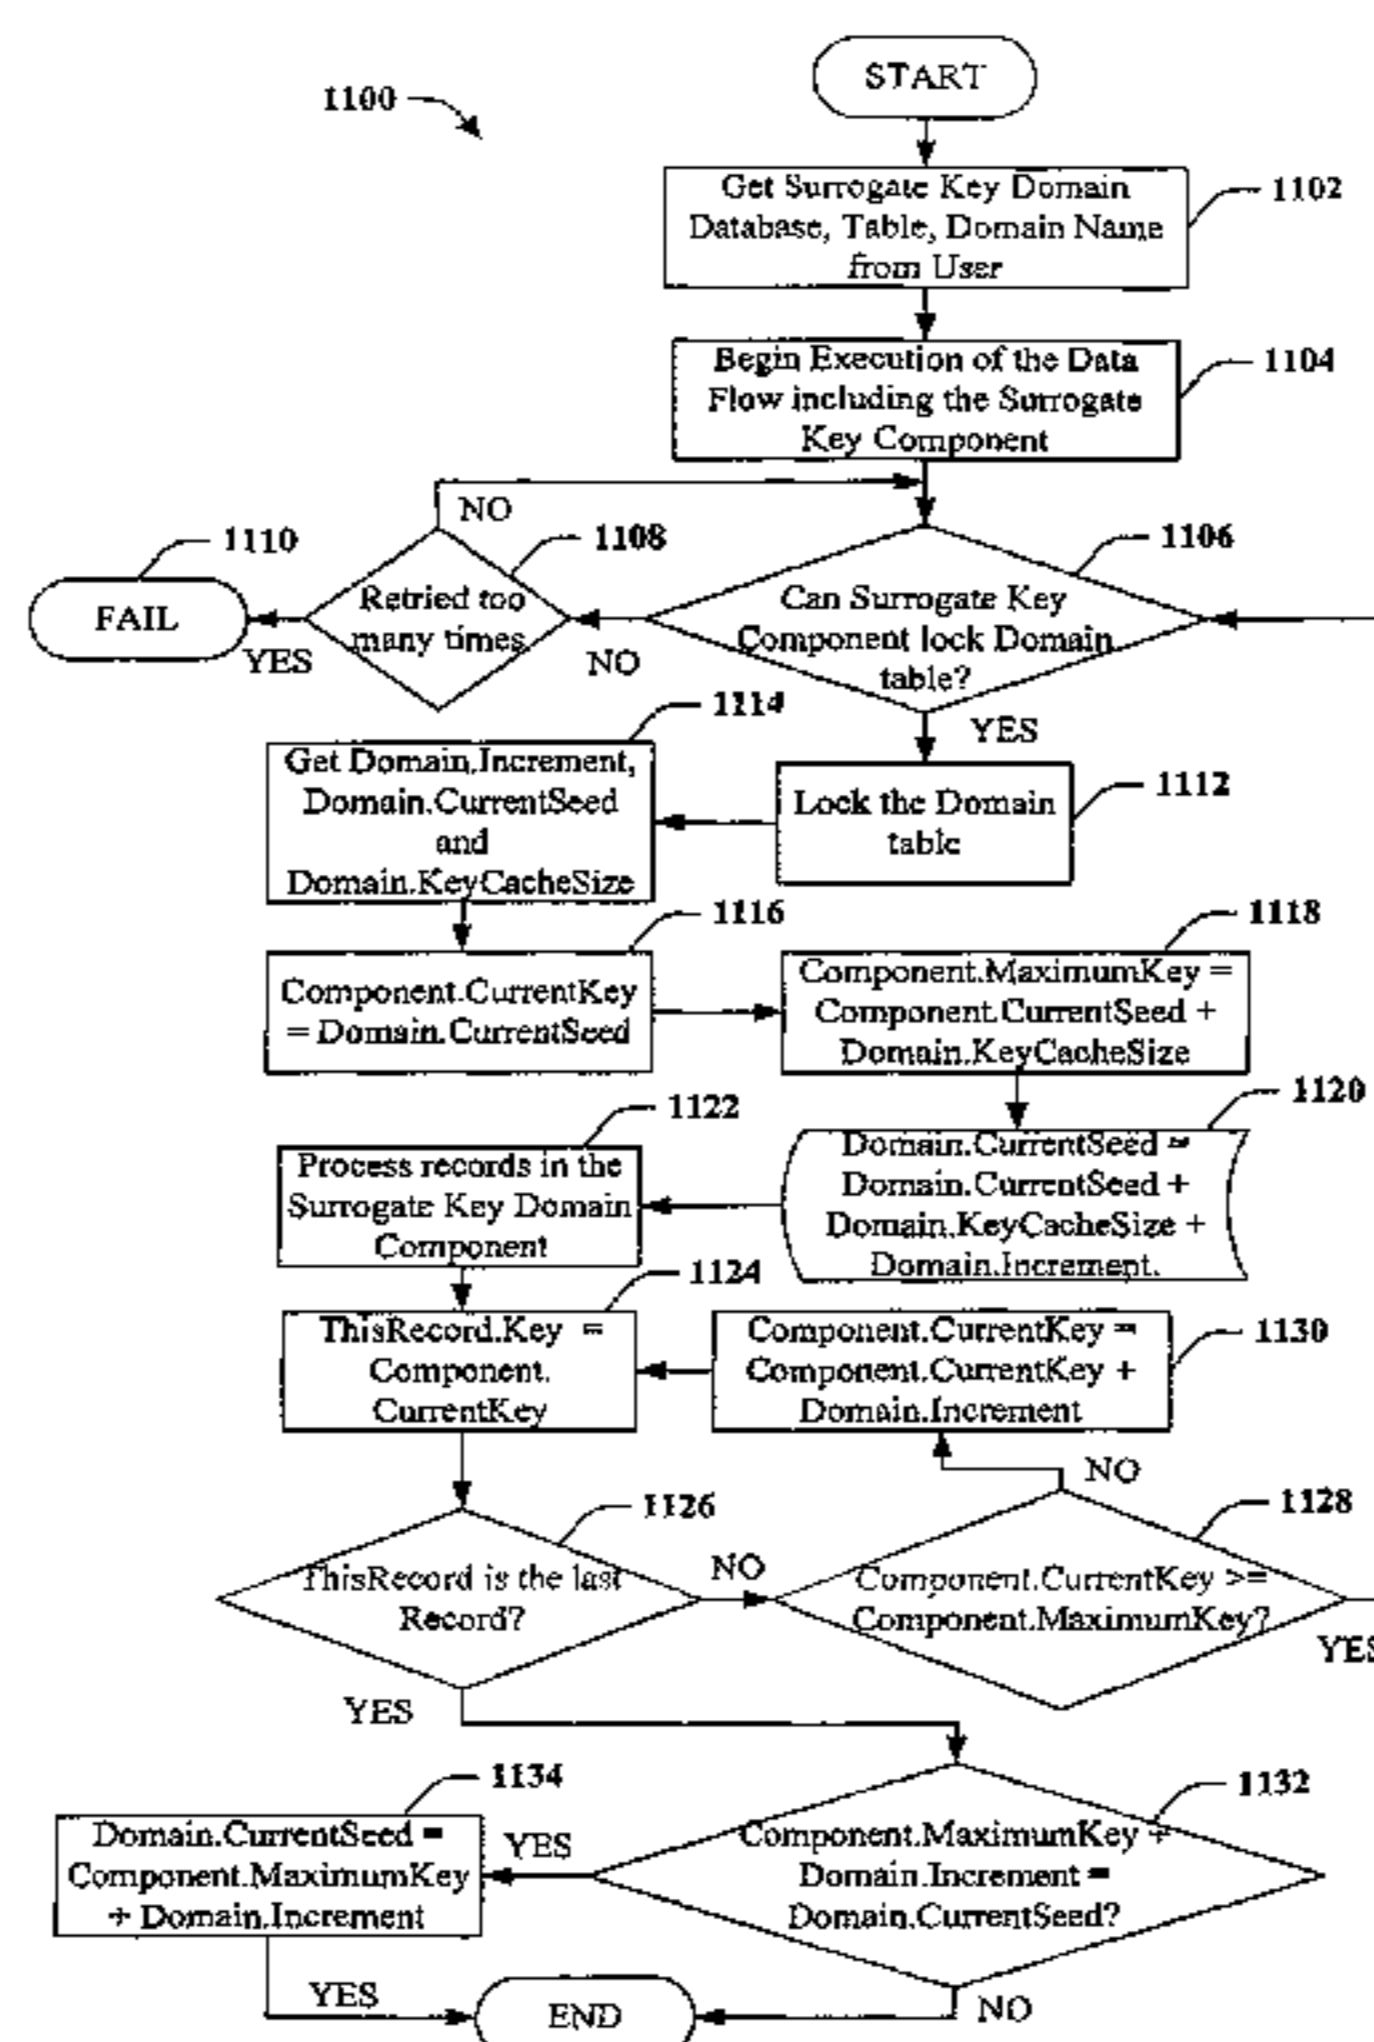 START
1100
Get Surrogate Key Domain
Database, Table, Domain Name
from User
1102
Begin Execution of the Data
Flow including the Surrogate
Key Component
1104
NO
1110
1108
1106
FAIL
YES
Retried too
many times
NO
Can Surrogate Key
Component lock Domain
table?
YES
1114
Get Domain.Increment,
Domain.CurrentSeed
and
Domain.KeyCacheSize
Lock the Domain
table
1112
1116
Component.CurrentKey
= Domain.CurrentSeed
1118
Component.MaximumKey =
Component.CurrentSeed +
Domain.KeyCacheSize
1120
Domain.CurrentSeed =
Domain.CurrentSeed +
Domain.KeyCacheSize +
Domain.Increment.
1122
Process records in the
Surrogate Key Domain
Component
1124
ThisRecord.Key =
Component.
CurrentKey
Component.CurrentKey =
Component.CurrentKey +
Domain.Increment
1130
NO
1126
ThisRecord is the last
Record?
NO
1128
Component.CurrentKey >=
Component.MaximumKey?
YES
YES
1134
Domain.CurrentSeed =
Component.MaximumKey
+ Domain.Increment
YES
1132
Component.MaximumKey +
Domain.Increment =
Domain.CurrentSeed?
YES
END
NO